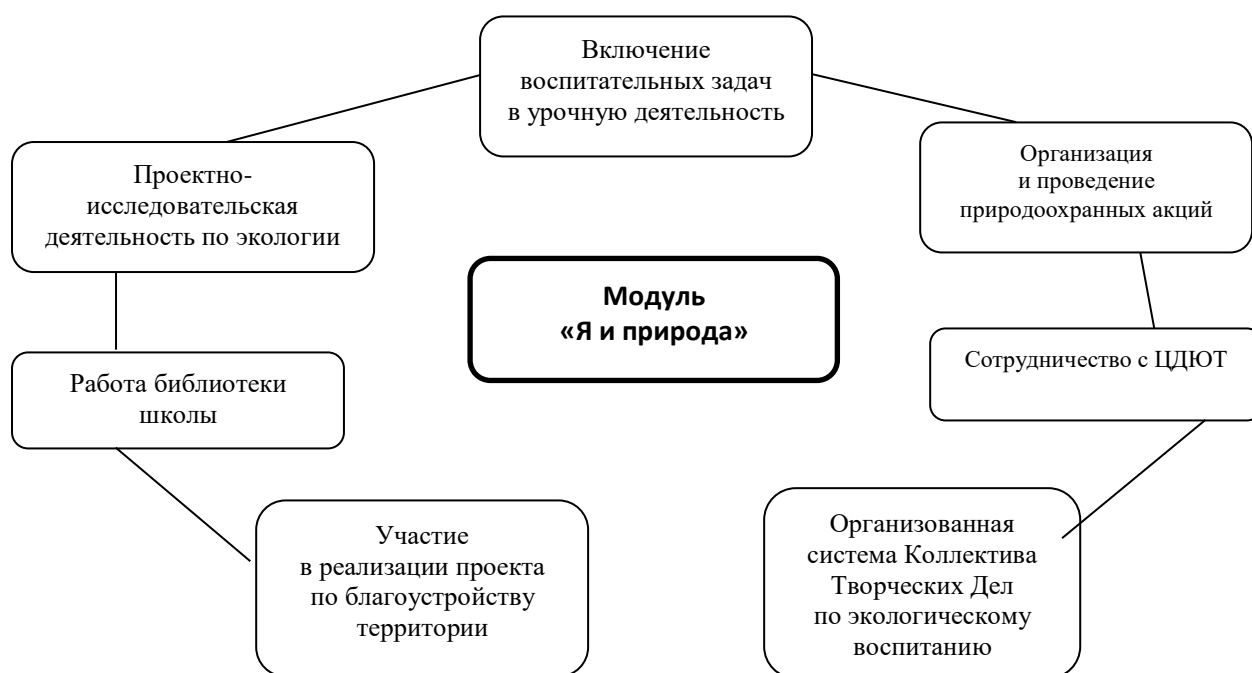 Включение
воспитательных задач
в урочную деятельность
Проектно-
исследовательская
деятельность по экологии
Организация
и проведение
природоохранных акций
Модуль
«Я и природа»
Работа библиотеки
школы
Сотрудничество с ЦДЮТ
Участие
в реализации проекта
по благоустройству
территории
Организованная
система Коллектива
Творческих Дел
по экологическому
воспитанию